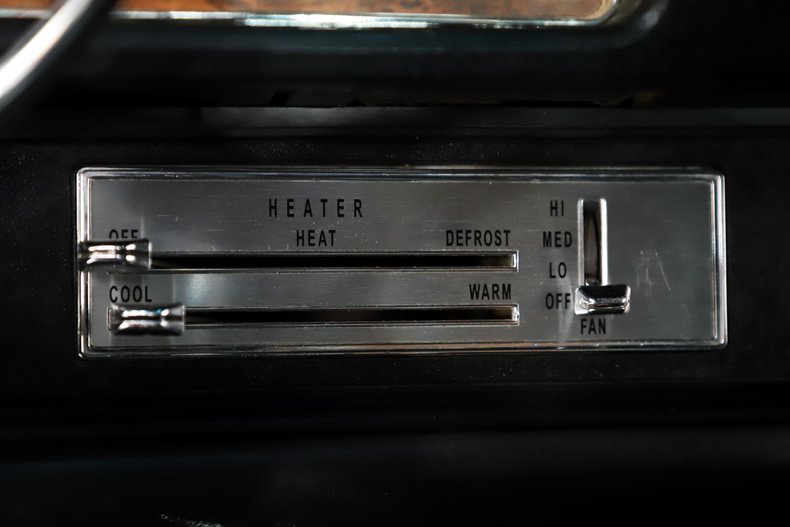 HEATER
OFF HEAT DEFROST
COOL WARM
HI
MED
LO
OFF
FAN